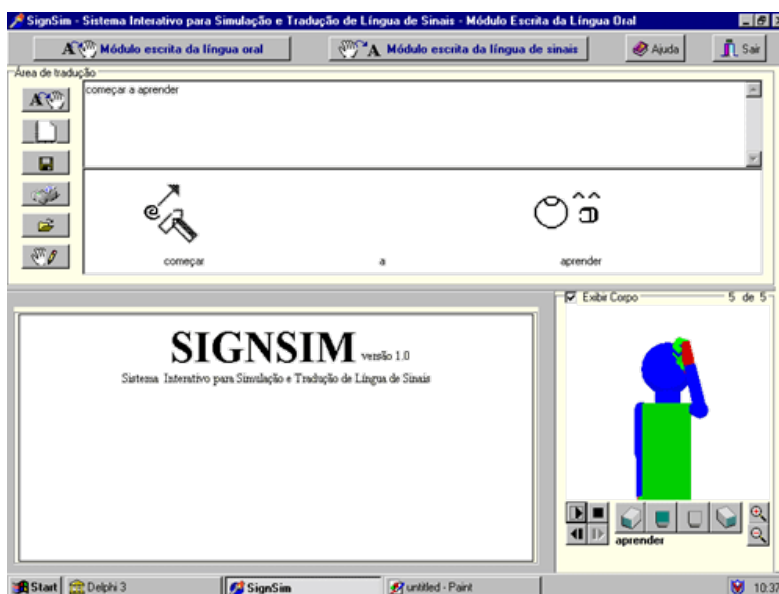 SignSim - Sistema Interativo para Simulação e Tradução de Língua de Sinais - Módulo Escrita da Língua Oral
A Módulo escrita da língua oral
A Módulo escrita da língua de sinais
Ajuda
Sair
Área de tradução
começar a aprender
começar a aprender
Exibir Corpo 5 de 5
SIGNSIM versão 1.0
Sistema Interativo para Simulação e Tradução de Língua de Sinais
aprender
Start Delphi 3 SignSim untitled - Paint 10:37